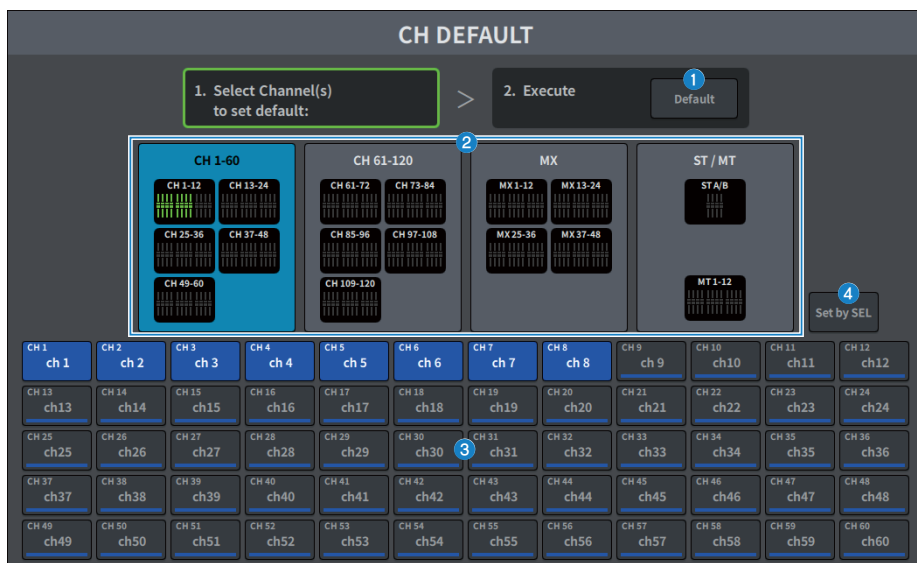 CH DEFAULT
1. Select Channel(s)
to set default:
>
2. Execute
1
Default
2
CH 1-60
CH 61-120
MX
ST / MT
CH 1-12 CH 13-24
CH 61-72 CH 73-84
MX 1-12 MX 13-24
ST A/B
CH 25-36 CH 37-48
CH 85-96 CH 97-108
MX 25-36 MX 37-48
CH 49-60
CH 109-120
MT 1-12
4
Set by SEL
CH 1 CH 2 CH 3 CH 4 CH 5 CH 6 CH 7 CH 8 CH 9 CH 10 CH 11 CH 12
ch 1 ch 2 ch 3 ch 4 ch 5 ch 6 ch 7 ch 8 ch 9 ch10 ch11 ch12
CH 13 CH 14 CH 15 CH 16 CH 17 CH 18 CH 19 CH 20 CH 21 CH 22 CH 23 CH 24
ch13 ch14 ch15 ch16 ch17 ch18 ch19 ch20 ch21 ch22 ch23 ch24
CH 25 CH 26 CH 27 CH 28 CH 29 CH 30 CH 31 CH 32 CH 33 CH 34 CH 35 CH 36
ch25 ch26 ch27 ch28 ch29 ch30 3 ch31 ch32 ch33 ch34 ch35 ch36
CH 37 CH 38 CH 39 CH 40 CH 41 CH 42 CH 43 CH 44 CH 45 CH 46 CH 47 CH 48
ch37 ch38 ch39 ch40 ch41 ch42 ch43 ch44 ch45 ch46 ch47 ch48
CH 49 CH 50 CH 51 CH 52 CH 53 CH 54 CH 55 CH 56 CH 57 CH 58 CH 59 CH 60
ch49 ch50 ch51 ch52 ch53 ch54 ch55 ch56 ch57 ch58 ch59 ch60